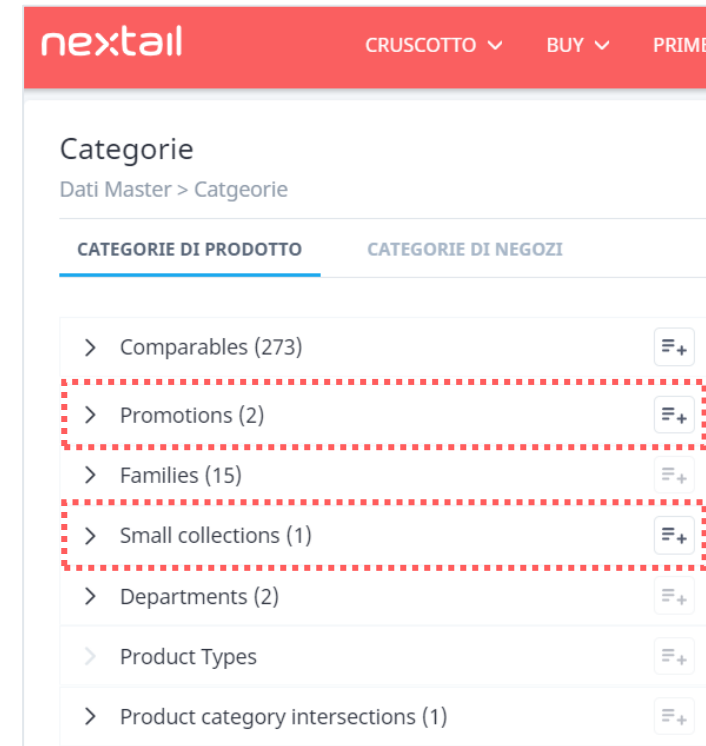 nextail
CRUSCOTTO BUY PRIME
Categorie
Dati Master > Catgeorie
CATEGORIE DI PRODOTTO CATEGORIE DI NEGOZI
Comparables (273)
Promotions (2)
Families (15)
Small collections (1)
Departments (2)
Product Types
Product category intersections (1)